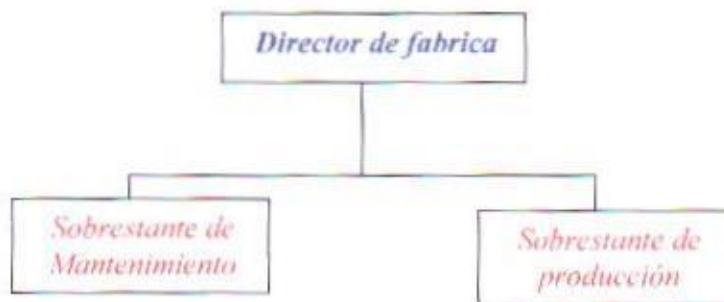 Director de fabrica
Sobrestante de
Mantenimiento
Sobrestante de
producción